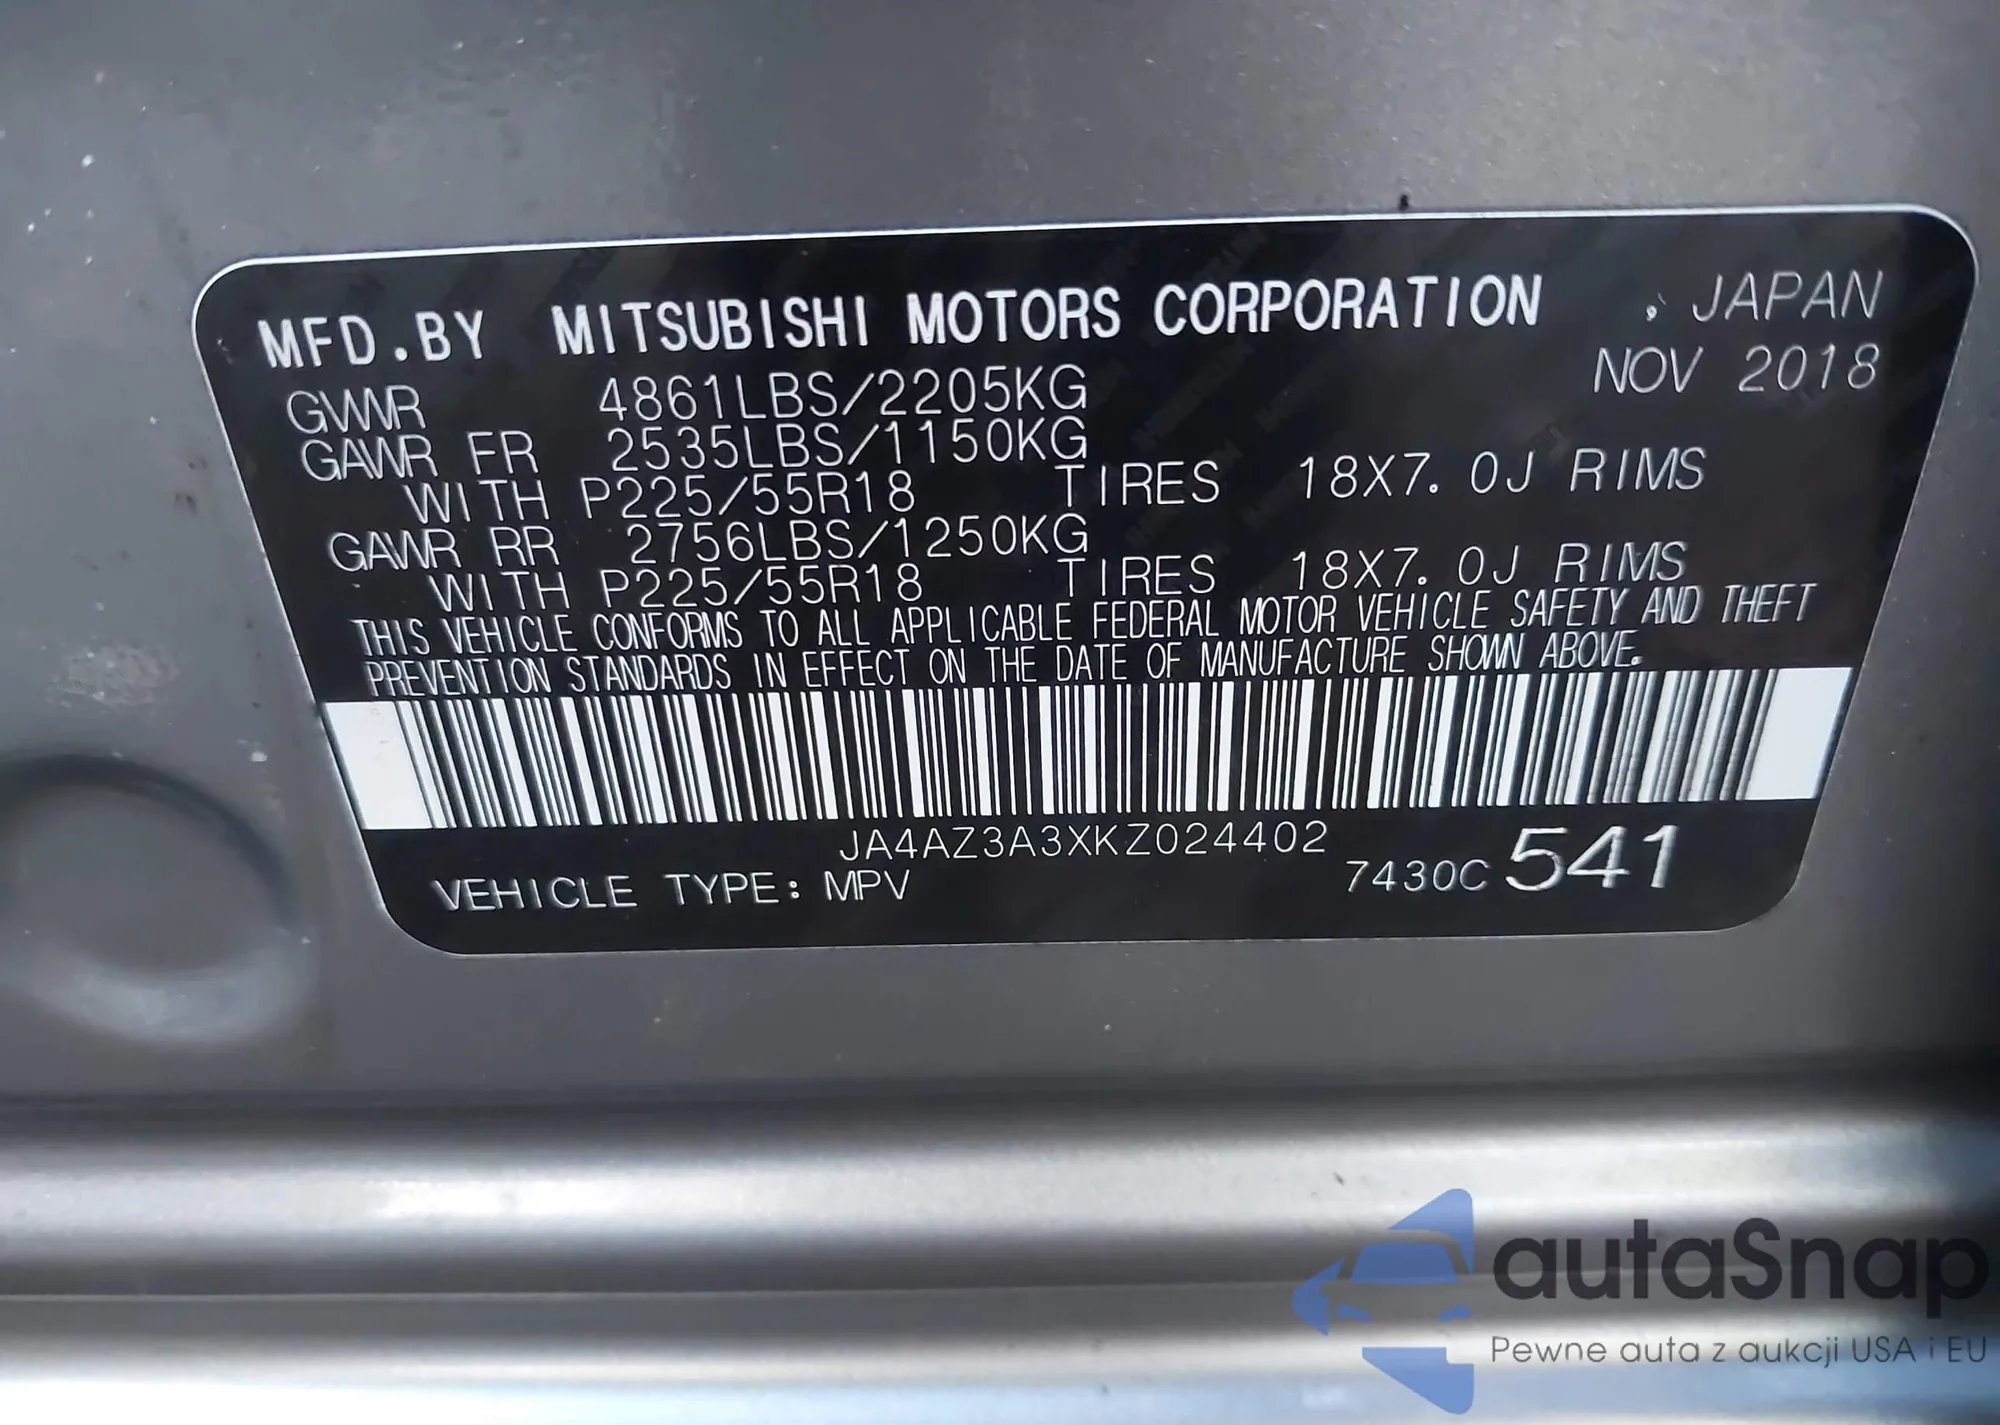 MFD.BY MITSUBISHI MOTORS CORPORATION . JAPAN
GVWR 4861LBS/2205KG NOV 2018
GAWR FR 2535LBS/1150KG
WITH P225/55R18 TIRES 18X7.0J RIMS
GAWR RR 2756LBS/1250KG
WITH P225/55R18 TIRES 18X7.0J RIMS
THIS VEHICLE CONFORMS TO ALL APPLICABLE FEDERAL MOTOR VEHICLE SAFETY AND THEFT
PREVENTION STANDARDS IN EFFECT ON THE DATE OF MANUFACTURE SHOWN ABOVE.
JA4AZ3A3XKZ024402
VEHICLE TYPE: MPV 7430C 541
autaSnap
Pewne auta z aukcji USA i EU